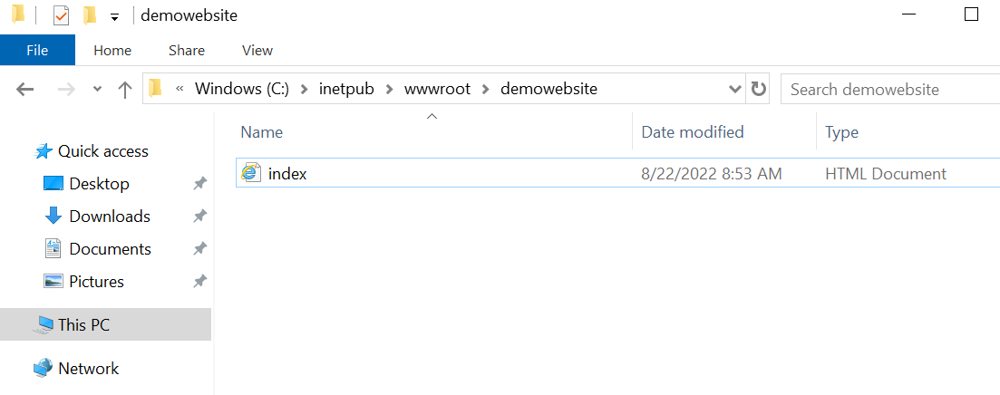 demowebsite
File Home Share View
« Windows (C:) inetpub wwwroot demowebsite Search demowebsite
Name Date modified Type
Quick access
index 8/22/2022 8:53 AM HTML Document
Desktop
Downloads
Documents
Pictures
This PC
Network